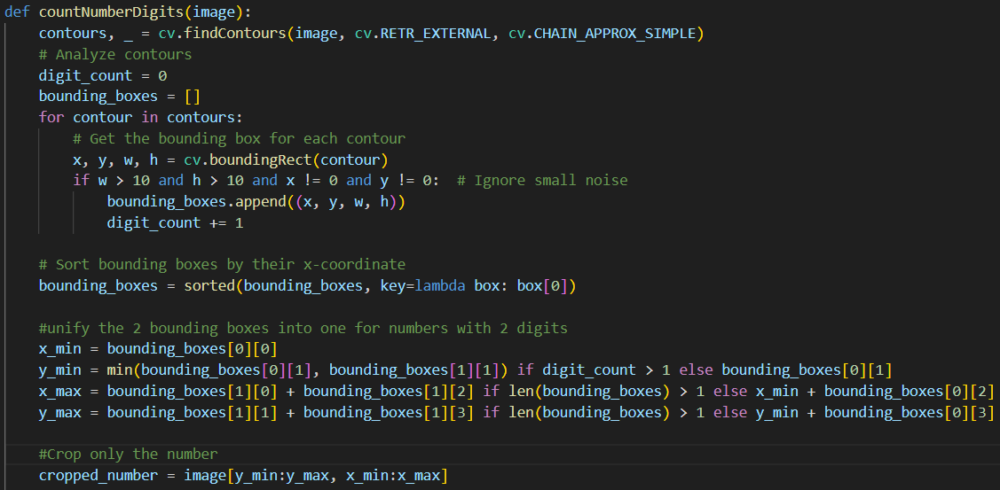 def countNumberDigits(image):
    contours, _ = cv.findContours(image, cv.RETR_EXTERNAL, cv.CHAIN_APPROX_SIMPLE)
    # Analyze contours
    digit_count = 0
    bounding_boxes = []
    for contour in contours:
        # Get the bounding box for each contour
        x, y, w, h = cv.boundingRect(contour)
        if w > 10 and h > 10 and x != 0 and y != 0:  # Ignore small noise
            bounding_boxes.append((x, y, w, h))
            digit_count += 1

    # Sort bounding boxes by their x-coordinate
    bounding_boxes = sorted(bounding_boxes, key=lambda box: box[0])

    #unify the 2 bounding boxes into one for numbers with 2 digits
    x_min = bounding_boxes[0][0]
    y_min = min(bounding_boxes[0][1], bounding_boxes[1][1]) if digit_count > 1 else bounding_boxes[0][1]
    x_max = bounding_boxes[1][0] + bounding_boxes[1][2] if len(bounding_boxes) > 1 else x_min + bounding_boxes[0][2]
    y_max = bounding_boxes[1][1] + bounding_boxes[1][3] if len(bounding_boxes) > 1 else y_min + bounding_boxes[0][3]

    #Crop only the number
    cropped_number = image[y_min:y_max, x_min:x_max]